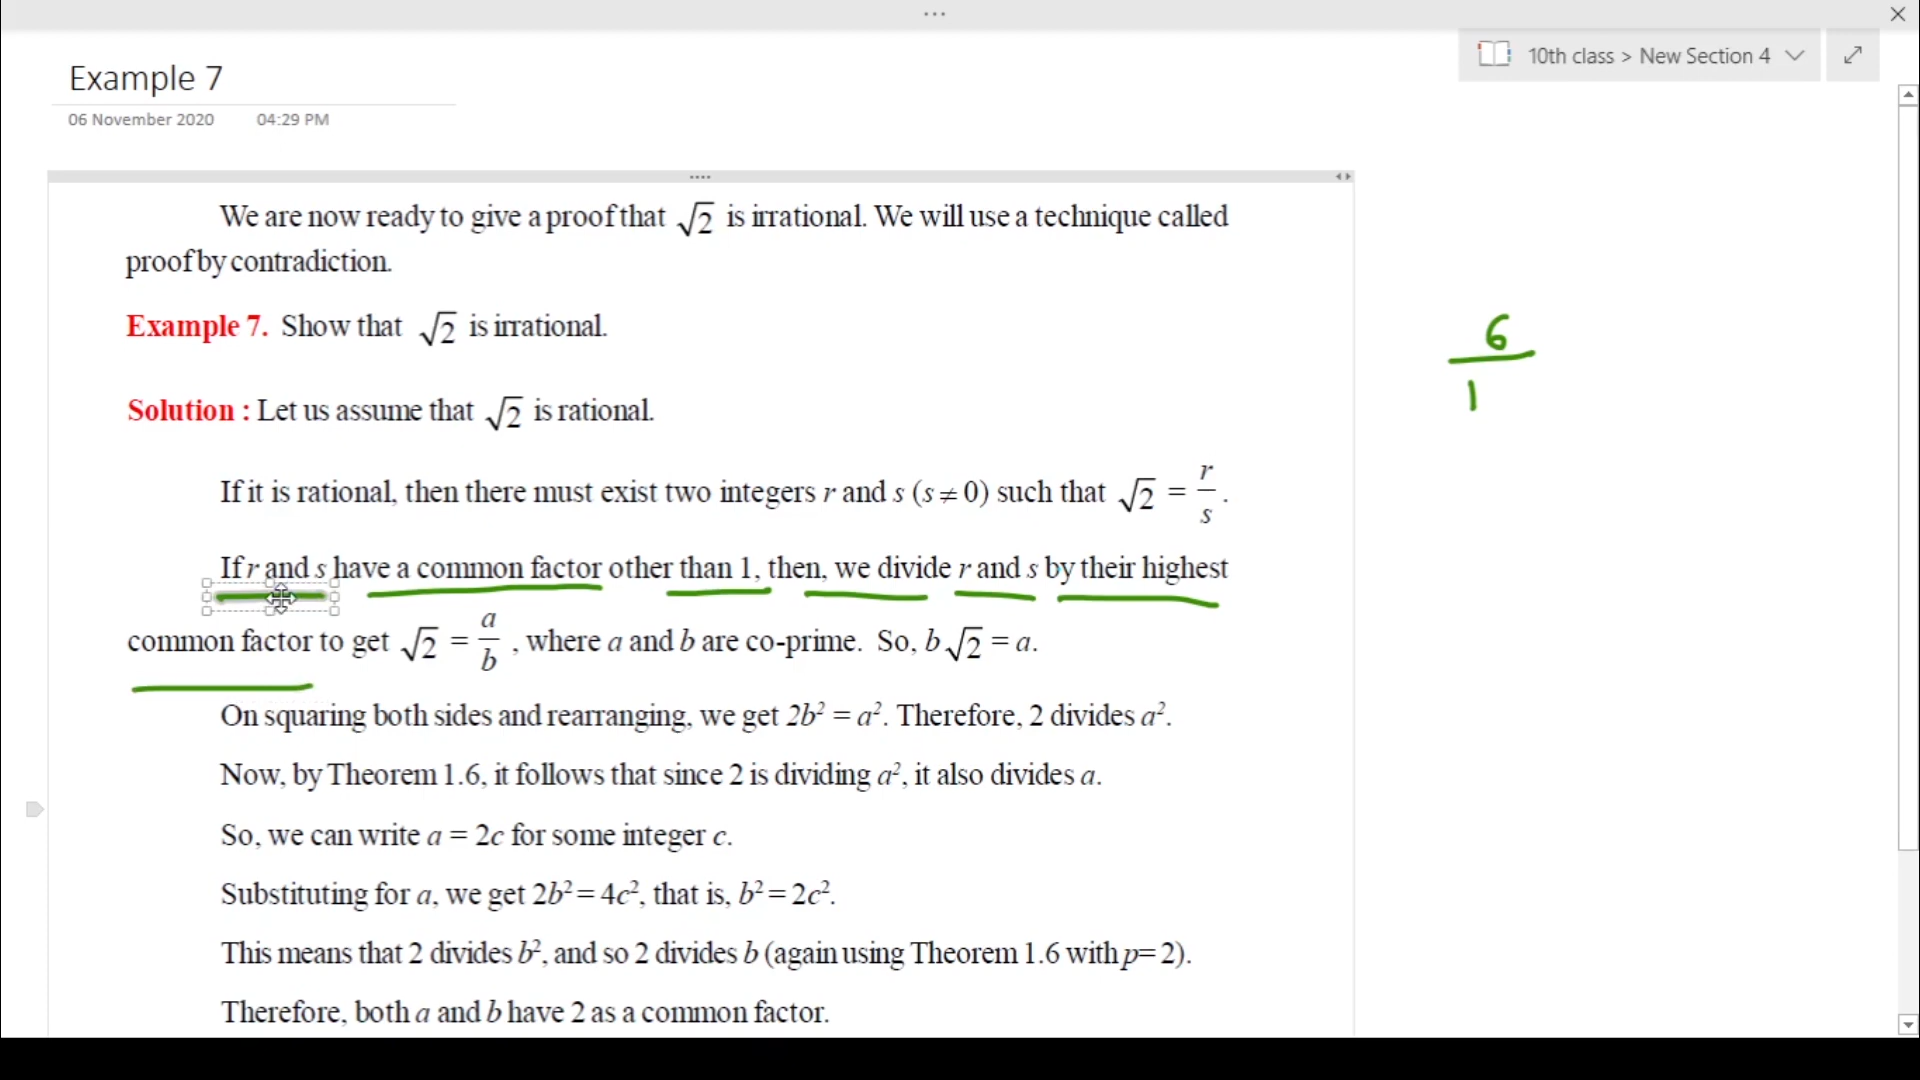 10th class > New Section 4
Example 7
06 November 2020 04:29 PM
We are now ready to give a proof that √2 is irrational. We will use a technique called
proof by contradiction.
Example 7. Show that √2 is irrational.
6
1
Solution : Let us assume that √2 is rational.
If it is rational, then there must exist two integers r and s (s ≠ 0) such that √2 = r/s.
If r and s have a common factor other than 1, then, we divide r and s by their highest
common factor to get √2 = a/b, where a and b are co-prime. So, b√2 = a.
On squaring both sides and rearranging, we get 2b² = a². Therefore, 2 divides a².
Now, by Theorem 1.6, it follows that since 2 is dividing a², it also divides a.
So, we can write a = 2c for some integer c.
Substituting for a, we get 2b² = 4c², that is, b² = 2c².
This means that 2 divides b², and so 2 divides b (again using Theorem 1.6 with p= 2).
Therefore, both a and b have 2 as a common factor.